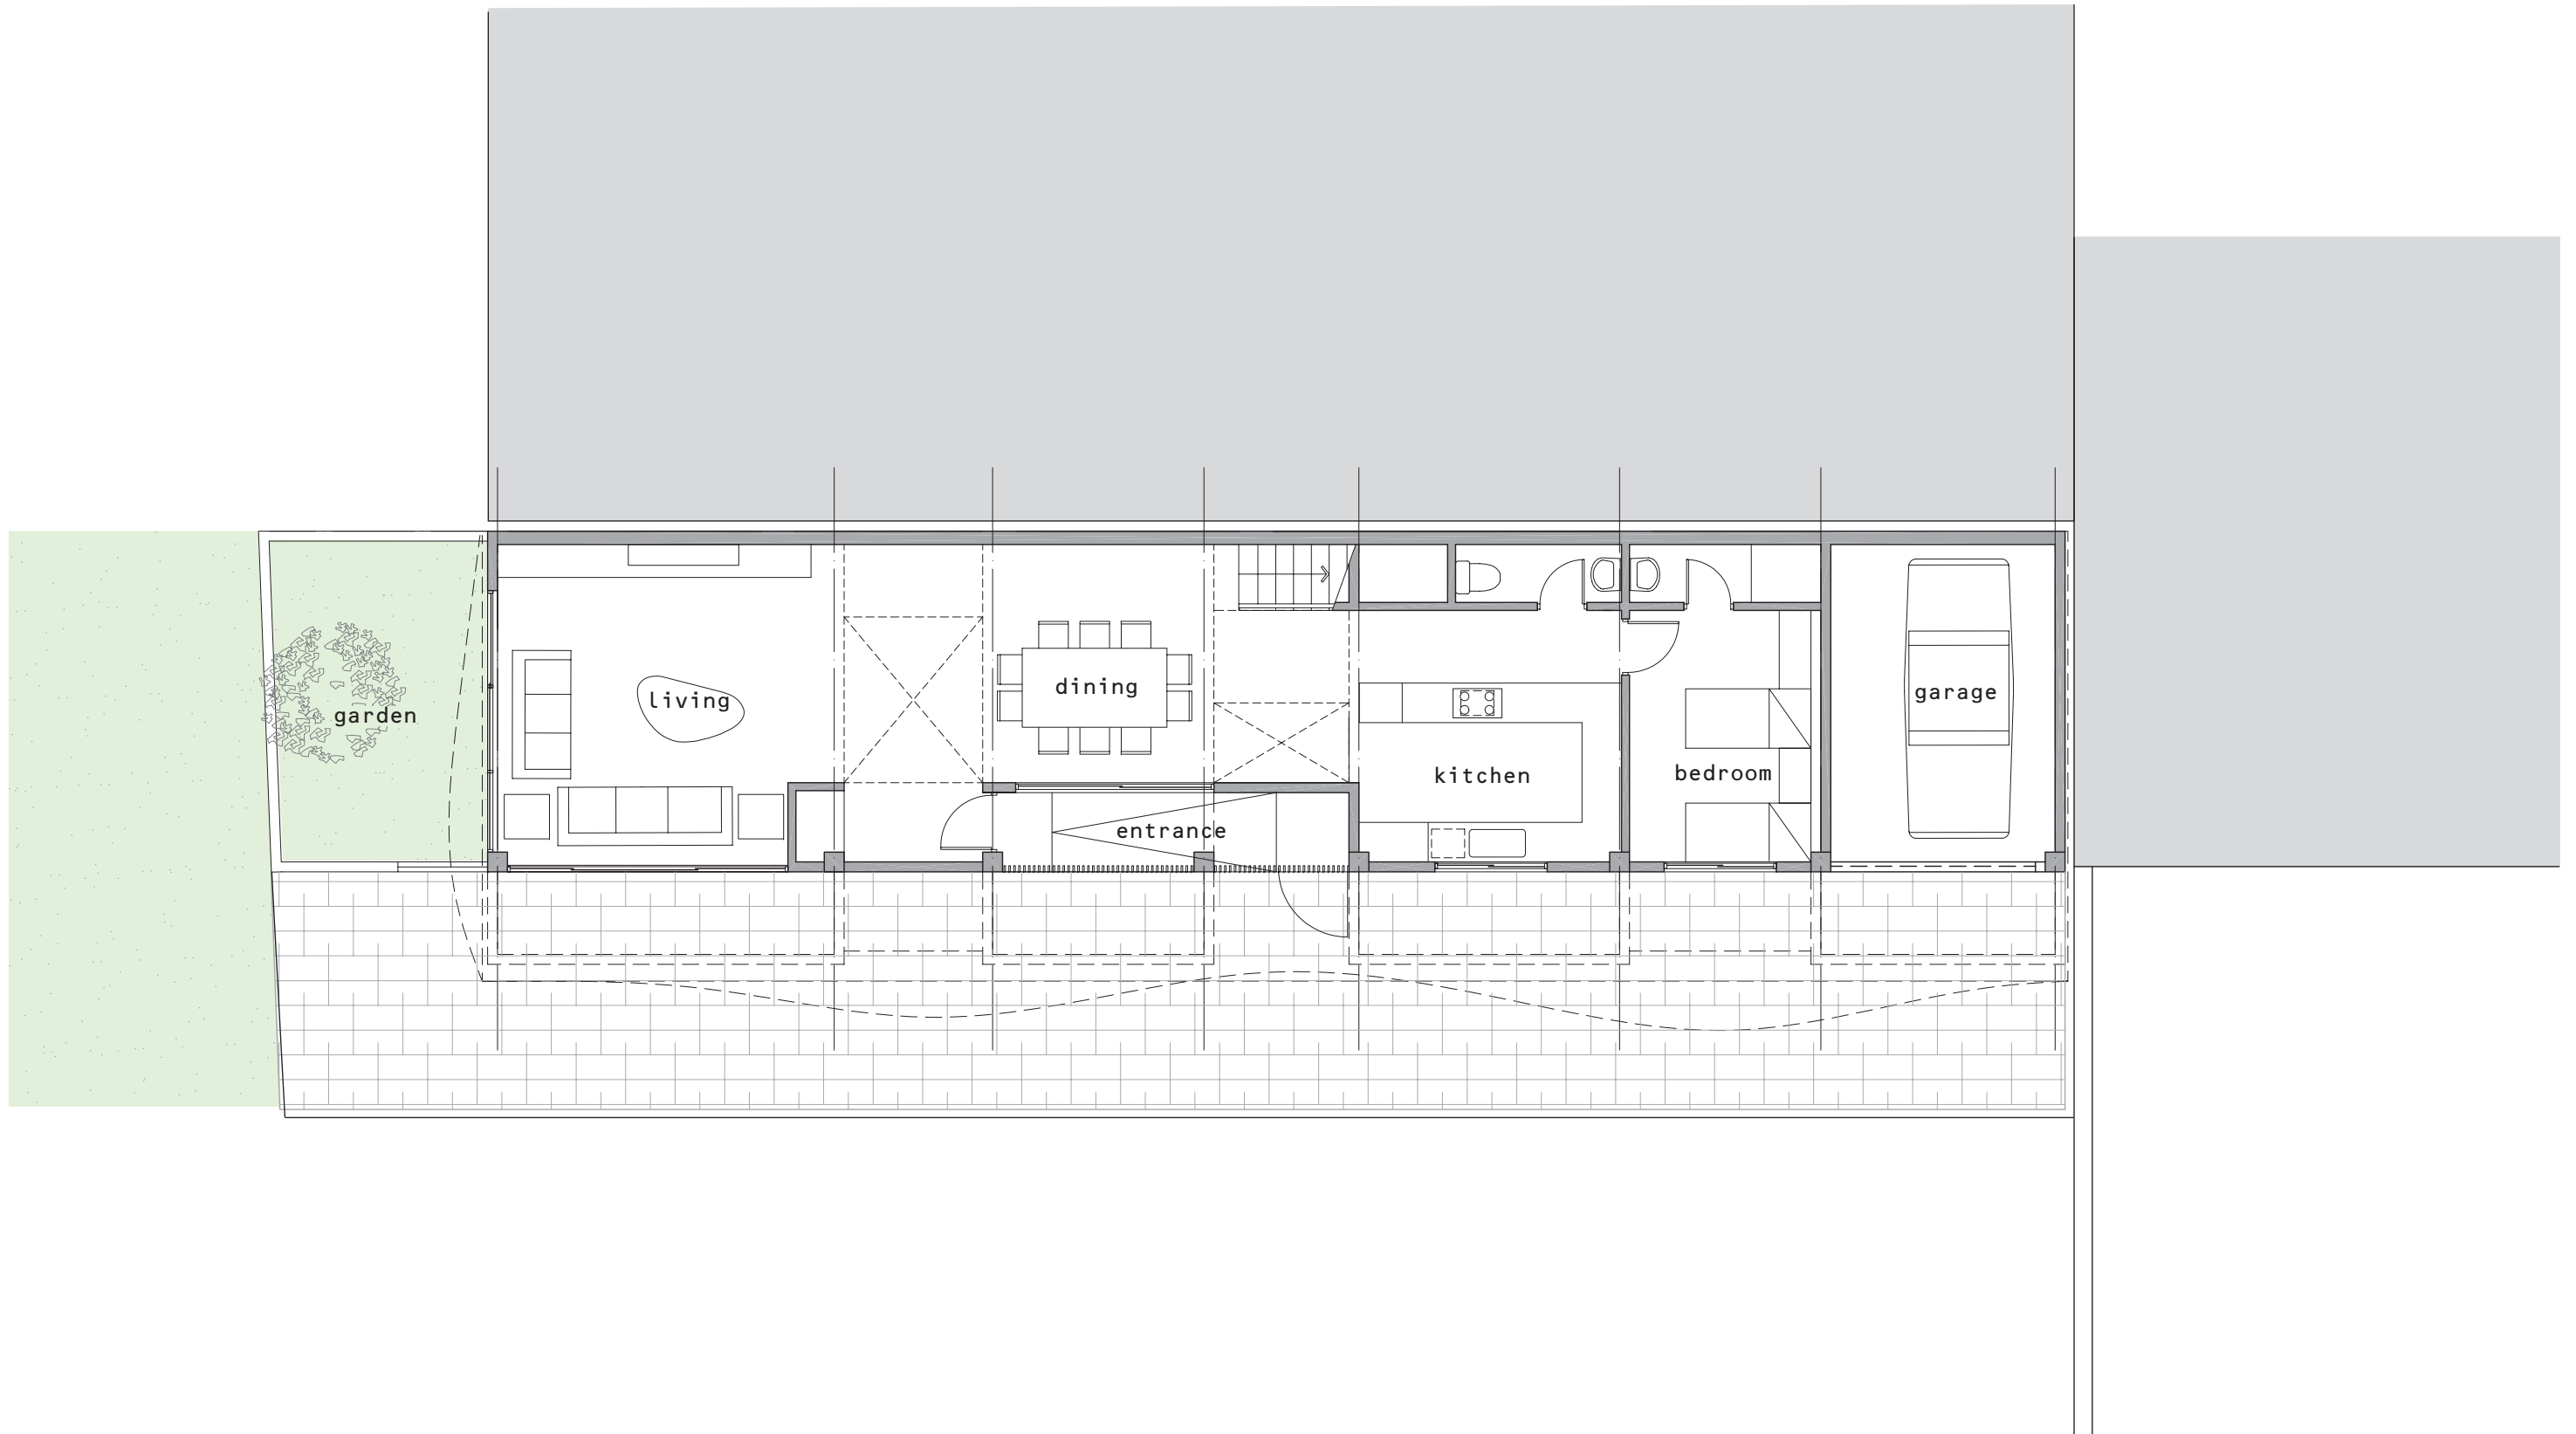 garden
living
dining
entrance
kitchen
bedroom
garage